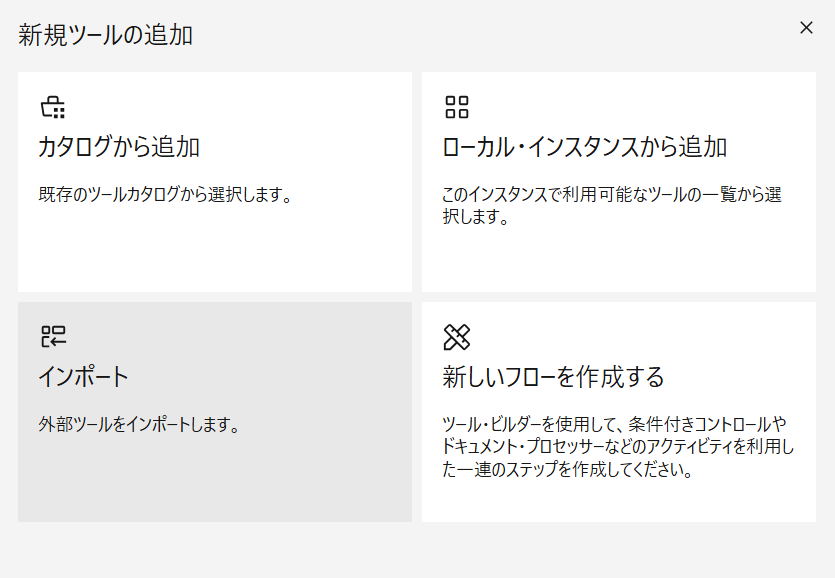 新規ツールの追加
カタログから追加
既存のツールカタログから選択します。
ローカル・インスタンスから追加
このインスタンスで利用可能なツールの一覧から選
択します。
インポート
外部ツールをインポートします。
新しいフローを作成する
ツール・ビルダーを使用して、条件付きコントロールや
ドキュメント・プロセッサーなどのアクティビティを利用し
た一連のステップを作成してください。